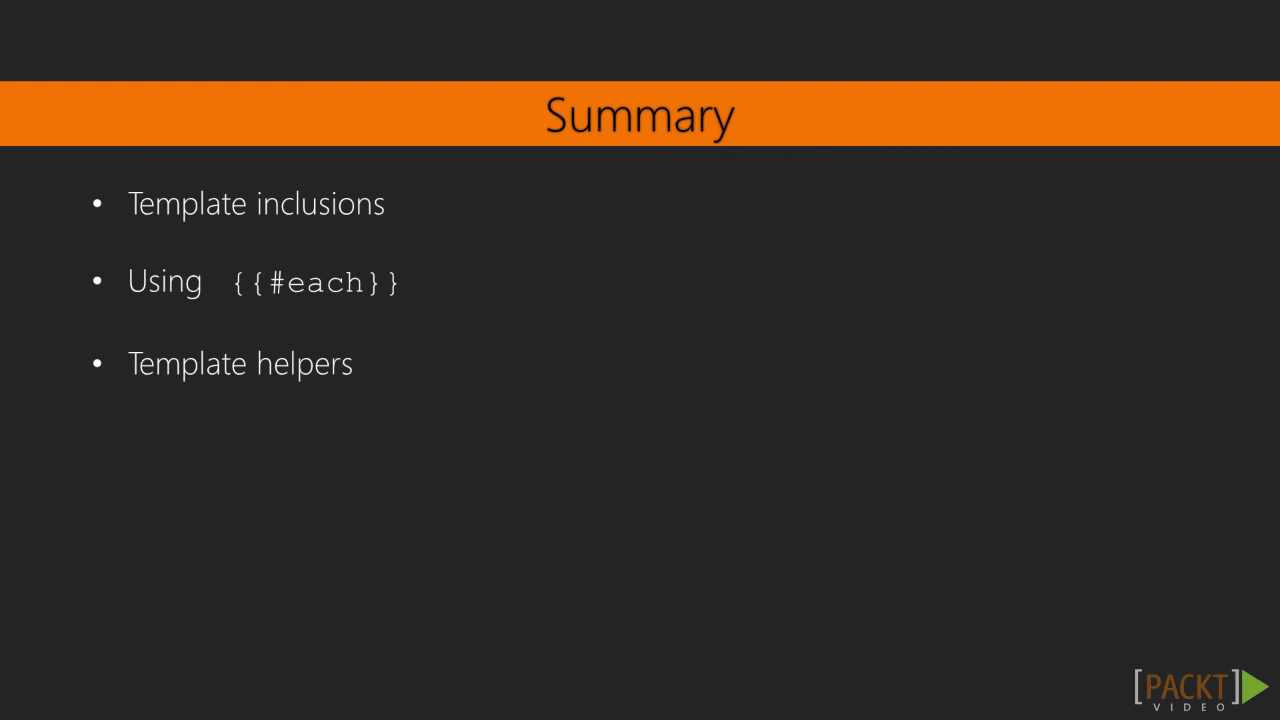 Summary
• Template inclusions
• Using {{#each}}
• Template helpers
[PACKT]
VIDEO